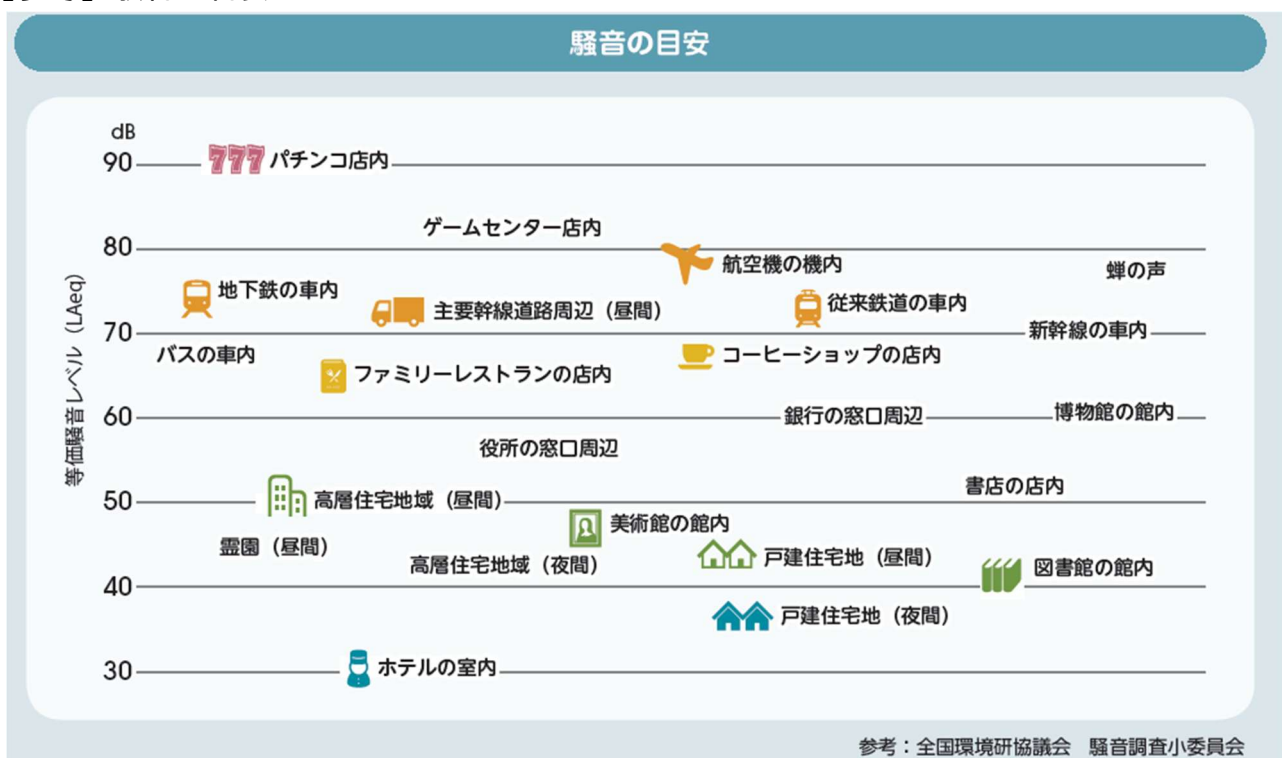 騒音の目安
dB
等価騒音レベル（LAeq）
90
777 パチンコ店内
ゲームセンター店内
80
航空機の機内
蝉の声
地下鉄の車内
主要幹線道路周辺（昼間）
従来鉄道の車内
70
新幹線の車内
バスの車内
コーヒーショップの店内
ファミリーレストランの店内
60
銀行の窓口周辺
博物館の館内
役所の窓口周辺
書店の店内
50
高層住宅地域（昼間）
美術館の館内
霊園（昼間）
高層住宅地域（夜間）
戸建住宅地（昼間）
図書館の館内
40
戸建住宅地（夜間）
30
ホテルの室内
参考：全国環境研協議会　騒音調査小委員会